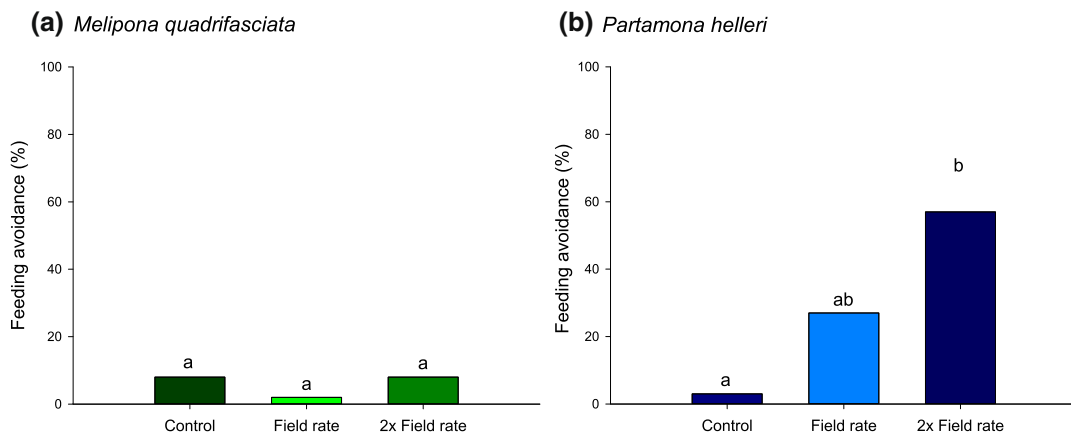 (a) Melipona quadrifasciata
Feeding avoidance (%)
100
80
60
40
20
0
a
a
a
Control
Field rate
2x Field rate
(b) Partamona helleri
Feeding avoidance (%)
100
80
60
40
20
0
a
ab
b
Control
Field rate
2x Field rate